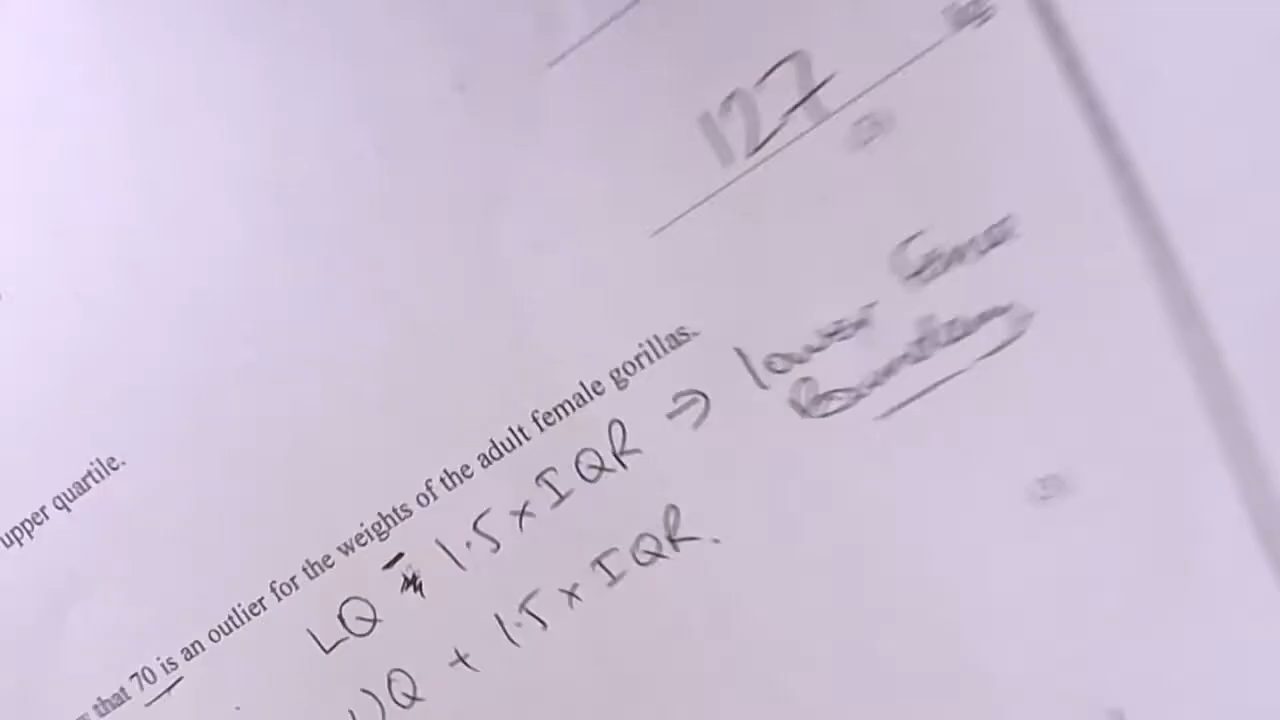 127
upper quartile.
that 70 is an outlier for the weights of the adult female gorillas.
LQ - 1.5 × IQR → lower fence
Boundary
UQ + 1.5 × IQR.